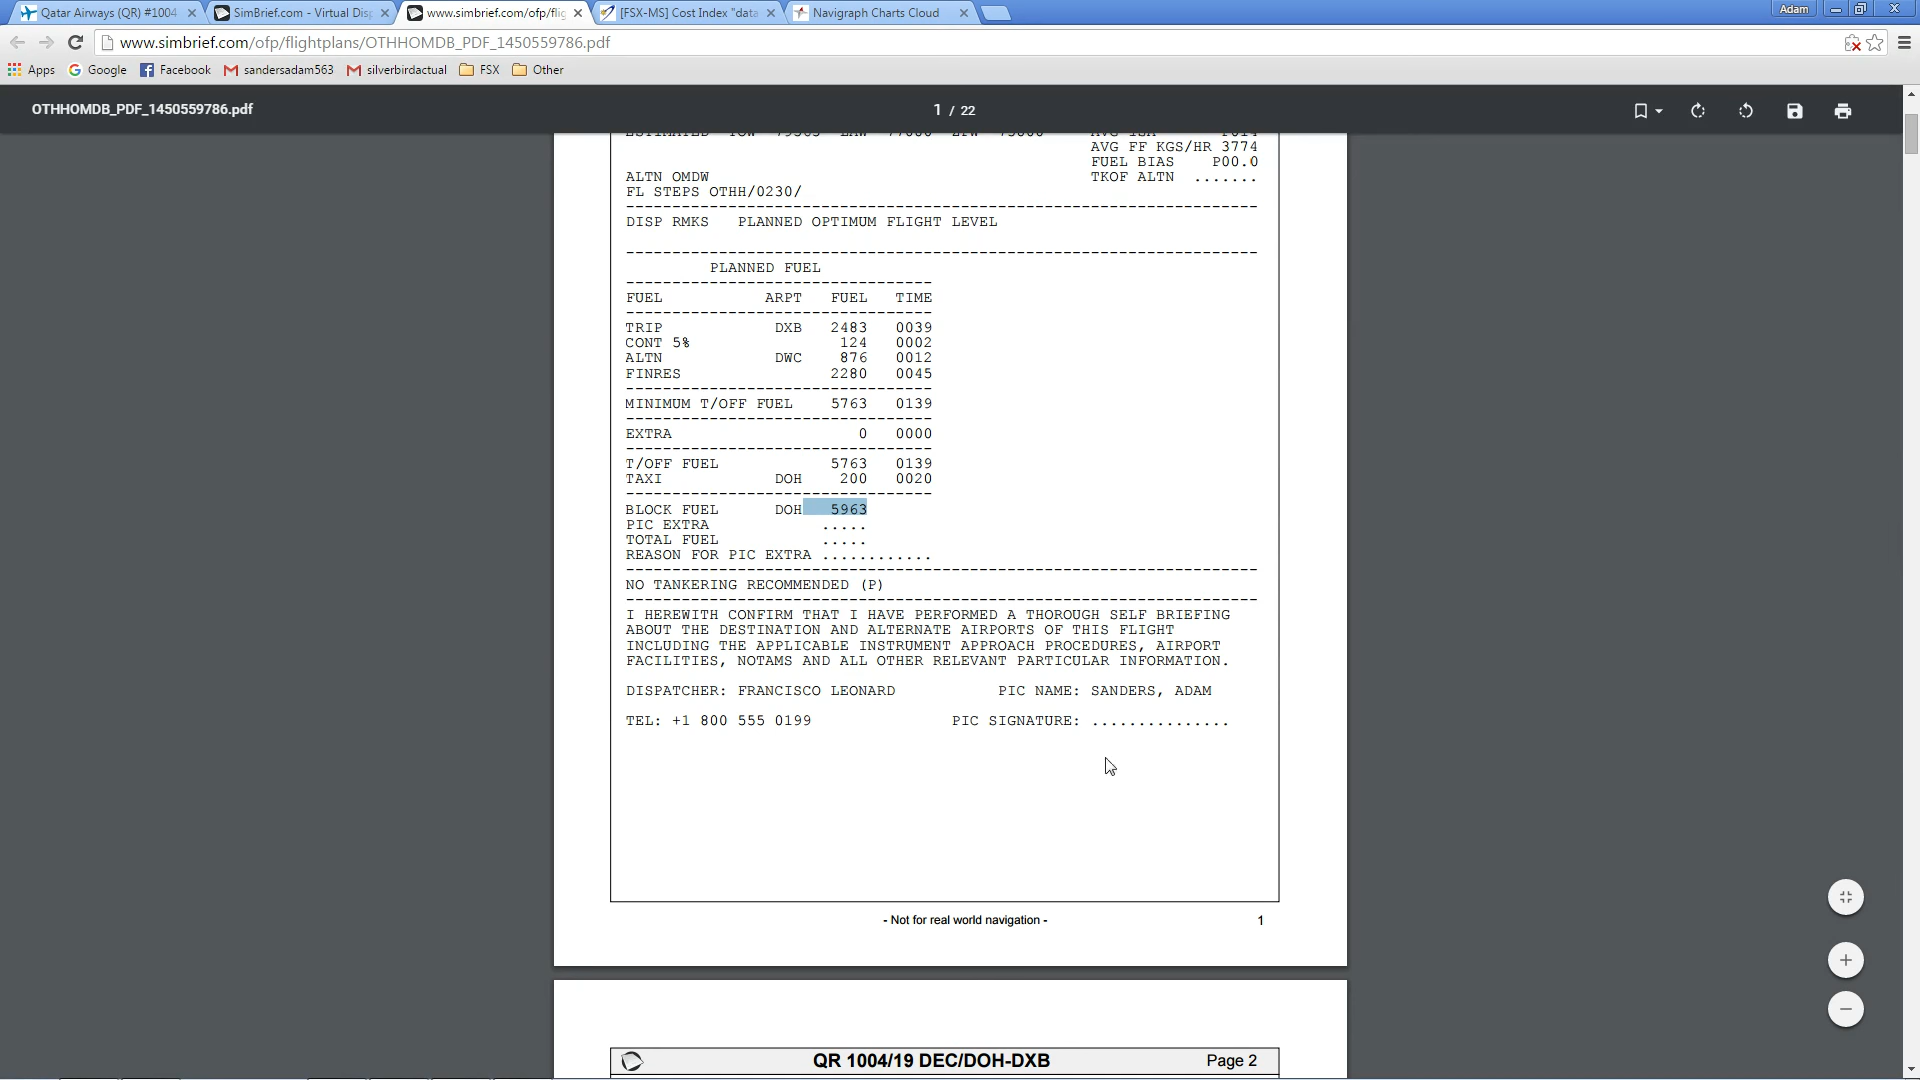 Qatar Airways (QR) #1004
SimBrief.com - Virtual Disp
www.simbrief.com/ofp/flig
[FSX-MS] Cost Index "data
Navigraph Charts Cloud
Adam
www.simbrief.com/ofp/flightplans/OTHHOMDB_PDF_1450559786.pdf
Apps Google Facebook sandersadam563 silverbirdactual FSX Other
OTHHOMDB_PDF_1450559786.pdf 1 / 22
AVG FF KGS/HR 3774
FUEL BIAS P00.0
ALTN OMDW TKOF ALTN .......
FL STEPS OTHH/0230/
DISP RMKS PLANNED OPTIMUM FLIGHT LEVEL
PLANNED FUEL
FUEL ARPT FUEL TIME
TRIP DXB 2483 0039
CONT 5% 124 0002
ALTN DWC 876 0012
FINRES 2280 0045
MINIMUM T/OFF FUEL 5763 0139
EXTRA 0 0000
T/OFF FUEL 5763 0139
TAXI DOH 200 0020
BLOCK FUEL DOH 5963
PIC EXTRA .....
TOTAL FUEL .....
REASON FOR PIC EXTRA ............
NO TANKERING RECOMMENDED (P)
I HEREWITH CONFIRM THAT I HAVE PERFORMED A THOROUGH SELF BRIEFING
ABOUT THE DESTINATION AND ALTERNATE AIRPORTS OF THIS FLIGHT
INCLUDING THE APPLICABLE INSTRUMENT APPROACH PROCEDURES, AIRPORT
FACILITIES, NOTAMS AND ALL OTHER RELEVANT PARTICULAR INFORMATION.
DISPATCHER: FRANCISCO LEONARD PIC NAME: SANDERS, ADAM
TEL: +1 800 555 0199 PIC SIGNATURE: ...............
- Not for real world navigation - 1
QR 1004/19 DEC/DOH-DXB Page 2